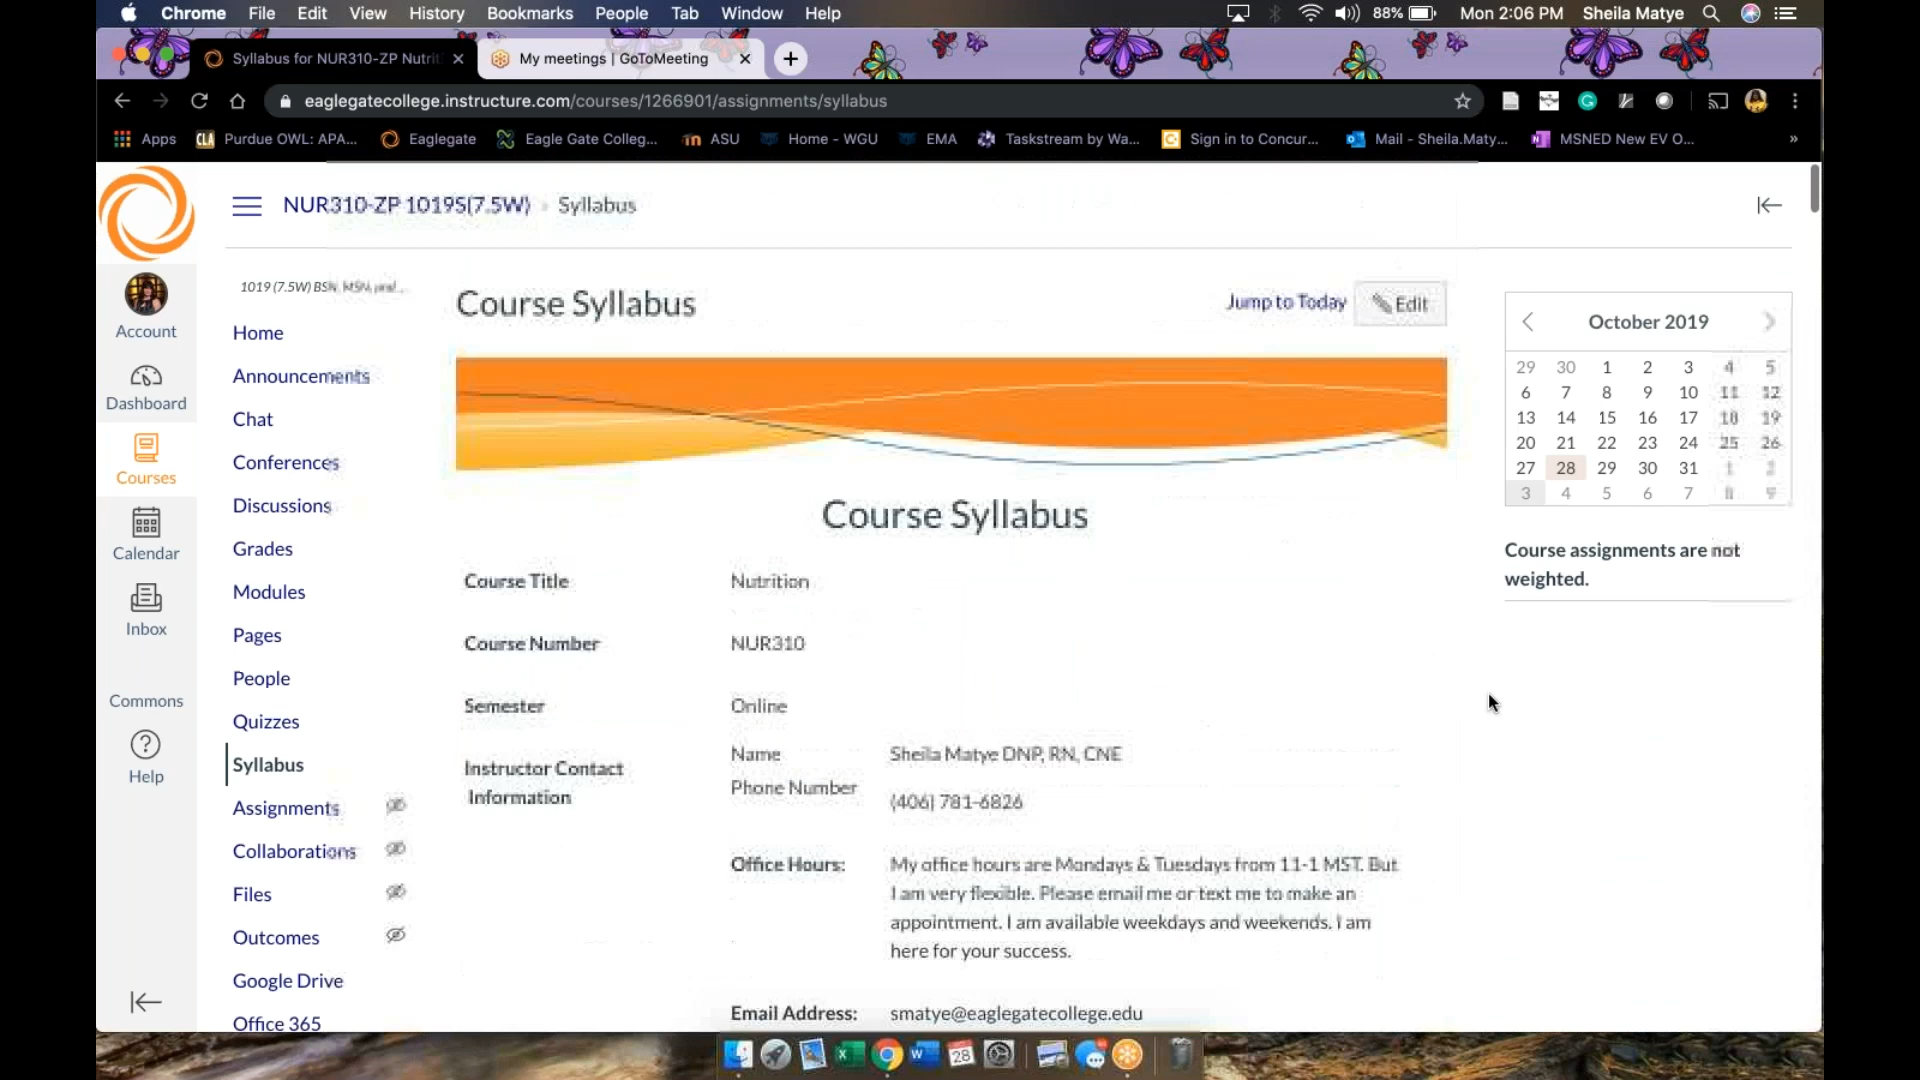 Chrome File Edit View History Bookmarks People Tab Window Help 88% Mon 2:06 PM Sheila Matye
Syllabus for NUR310-ZP Nutrit My meetings | GoToMeeting
eaglegatecollege.instructure.com/courses/1266901/assignments/syllabus
Apps CLA Purdue OWL: APA... Eaglegate Eagle Gate Colleg... ASU Home - WGU EMA Taskstream by Wa... Sign in to Concur... Mail - Sheila.Maty... MSNED New EV O... »
NUR310-ZP 1019S(7.5W) › Syllabus
Account
Dashboard
Courses
Calendar
Inbox
Commons
Help
1019 (7.5W) BSN, MSN, and...
Home
Announcements
Chat
Conferences
Discussions
Grades
Modules
Pages
People
Quizzes
Syllabus
Assignments
Collaborations
Files
Outcomes
Google Drive
Office 365
Course Syllabus
Jump to Today Edit
Course Syllabus
Course Title Nutrition
Course Number NUR310
Semester Online
Instructor Contact
Information
Name Sheila Matye DNP, RN, CNE
Phone Number
(406) 781-6826
Office Hours: My office hours are Mondays & Tuesdays from 11-1 MST. But
I am very flexible. Please email me or text me to make an
appointment. I am available weekdays and weekends. I am
here for your success.
Email Address: smatye@eaglegatecollege.edu
October 2019
29 30 1 2 3 4 5
6 7 8 9 10 11 12
13 14 15 16 17 18 19
20 21 22 23 24 25 26
27 28 29 30 31 1 2
3 4 5 6 7 8 9
Course assignments are not
weighted.
28